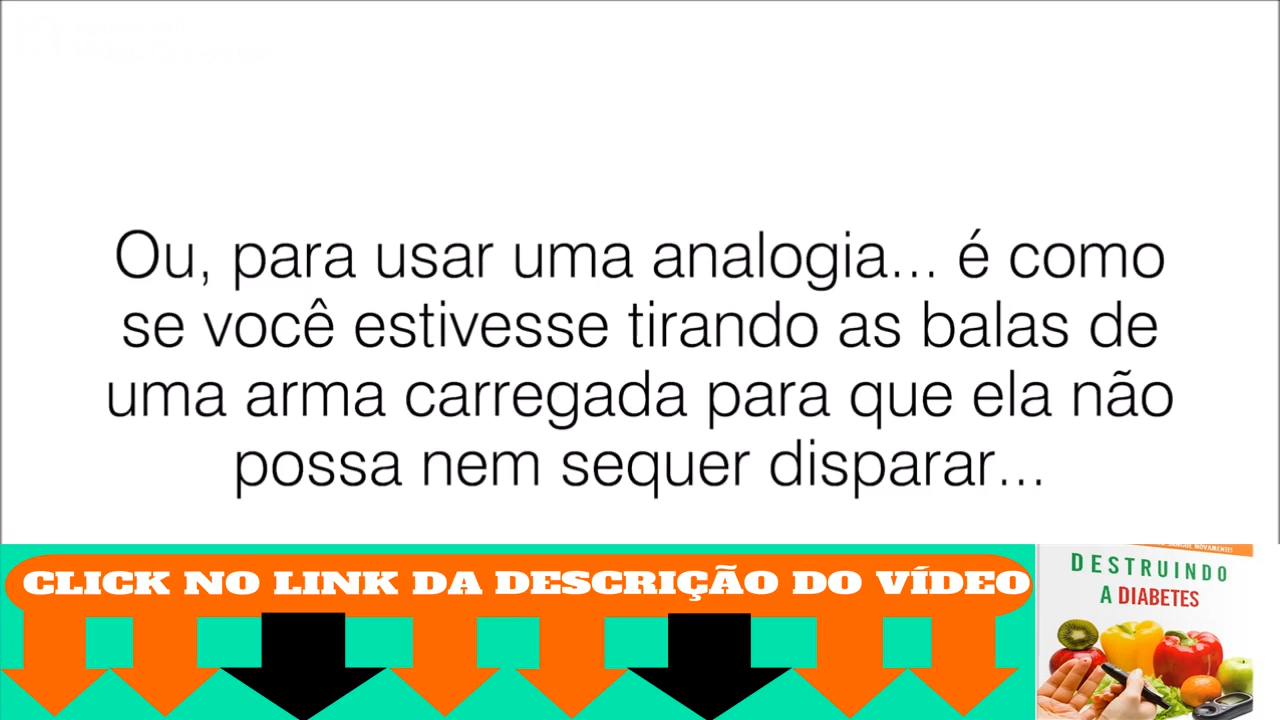 Ou, para usar uma analogia... é como
se você estivesse tirando as balas de
uma arma carregada para que ela não
possa nem sequer disparar...
CLICK NO LINK DA DESCRIÇÃO DO VÍDEO
NOVAMENTE!
DESTRUINDO
A DIABETES